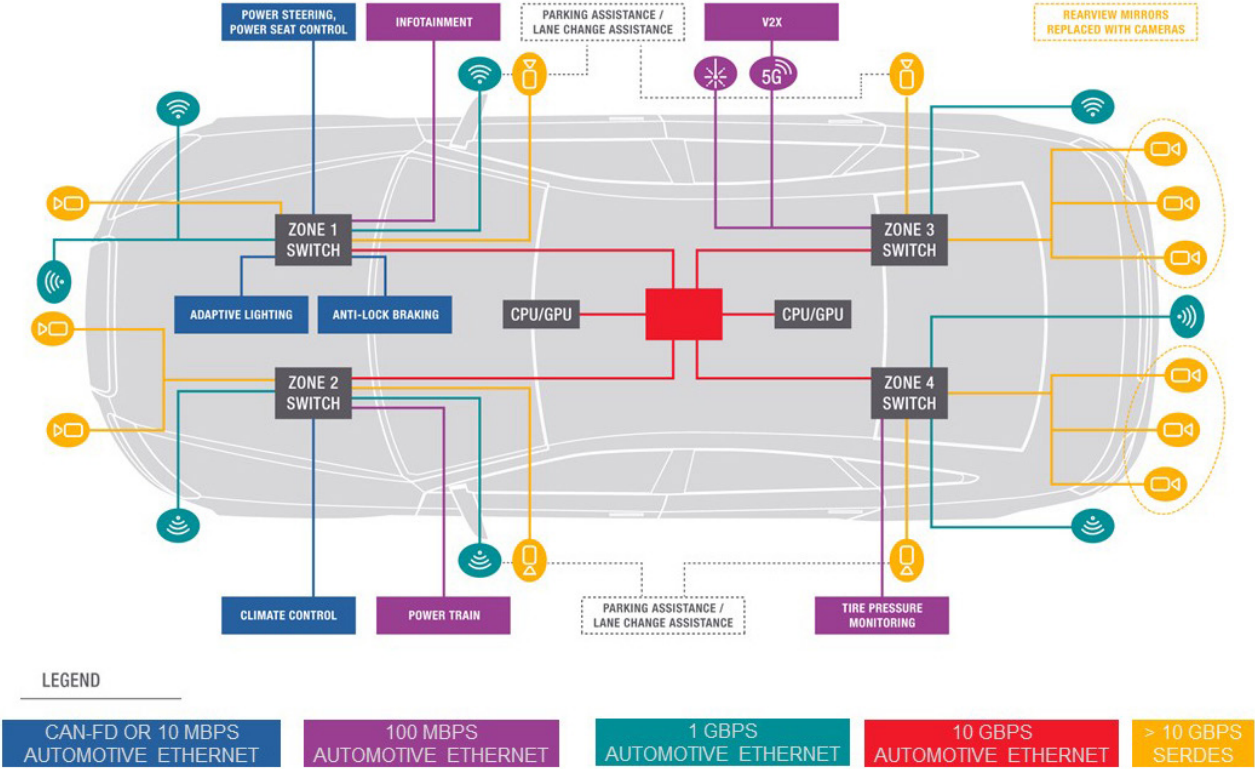 POWER STEERING,
POWER SEAT CONTROL
INFOTAINMENT
PARKING ASSISTANCE /
LANE CHANGE ASSISTANCE
V2X
REARVIEW MIRRORS
REPLACED WITH CAMERAS
5G
ZONE 1
SWITCH
ZONE 3
SWITCH
ADAPTIVE LIGHTING
ANTI-LOCK BRAKING
CPU/GPU
CPU/GPU
ZONE 2
SWITCH
ZONE 4
SWITCH
CLIMATE CONTROL
POWER TRAIN
PARKING ASSISTANCE /
LANE CHANGE ASSISTANCE
TIRE PRESSURE
MONITORING
LEGEND
CAN-FD OR 10 MBPS
AUTOMOTIVE ETHERNET
100 MBPS
AUTOMOTIVE ETHERNET
1 GBPS
AUTOMOTIVE ETHERNET
10 GBPS
AUTOMOTIVE ETHERNET
> 10 GBPS
SERDES